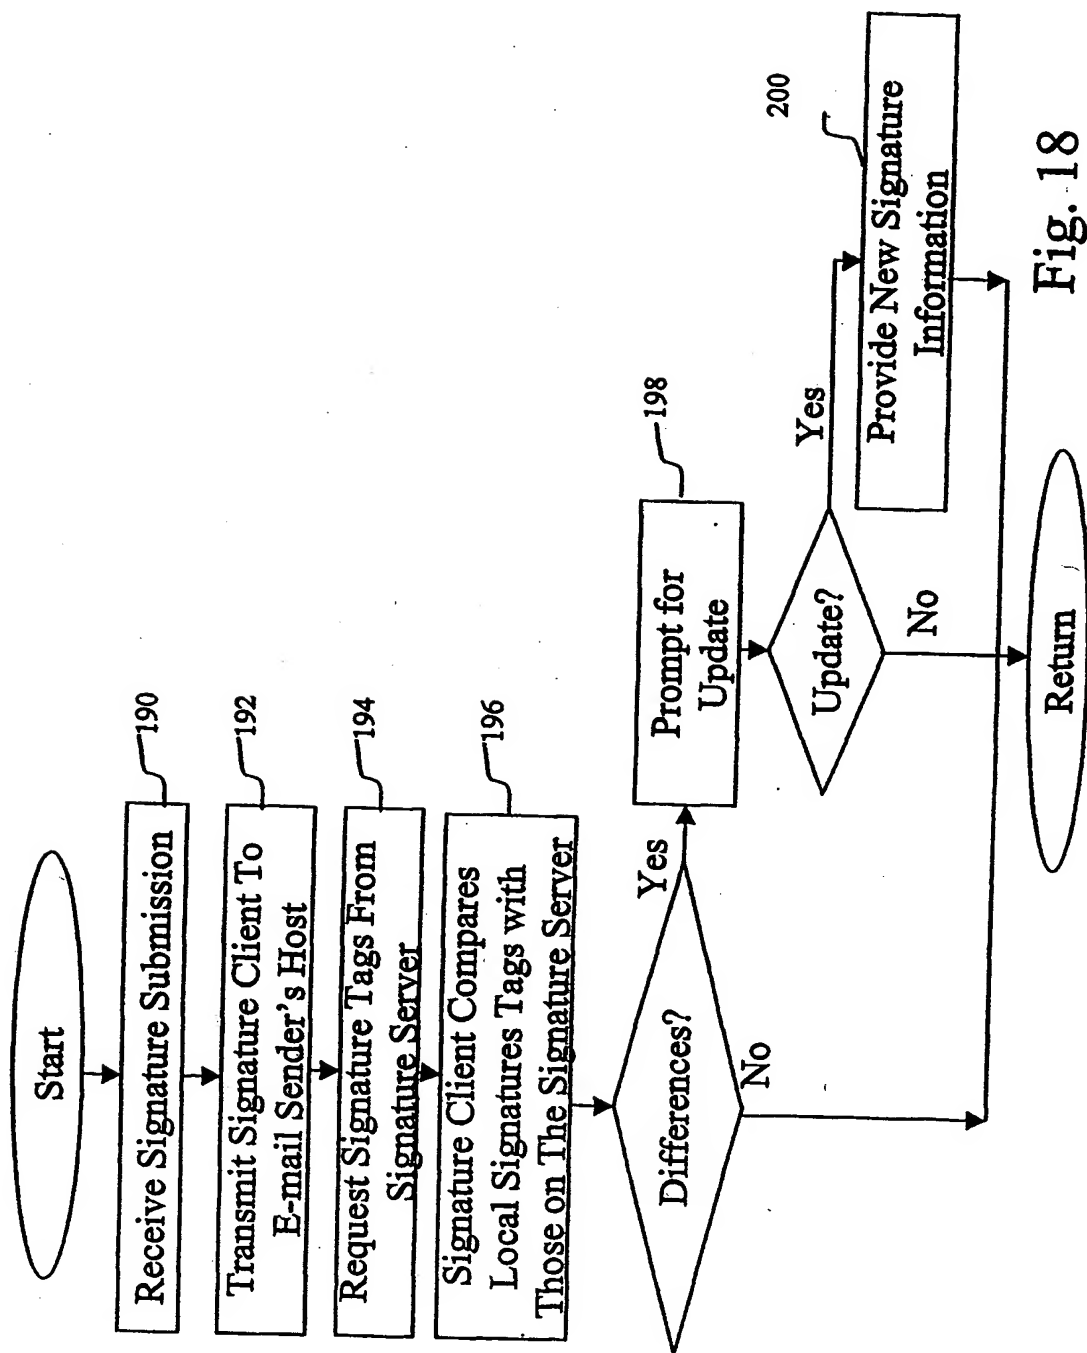 Start
Receive Signature Submission
190
Transmit Signature Client To
E-mail Sender's Host
192
Request Signature Tags From
Signature Server
194
Signature Client Compares
Local Signatures Tags with
Those on The Signature Server
196
Differences?
Yes
No
Prompt for
Update
198
Update?
Yes
No
Provide New Signature
Information
200
Return
Fig. 18